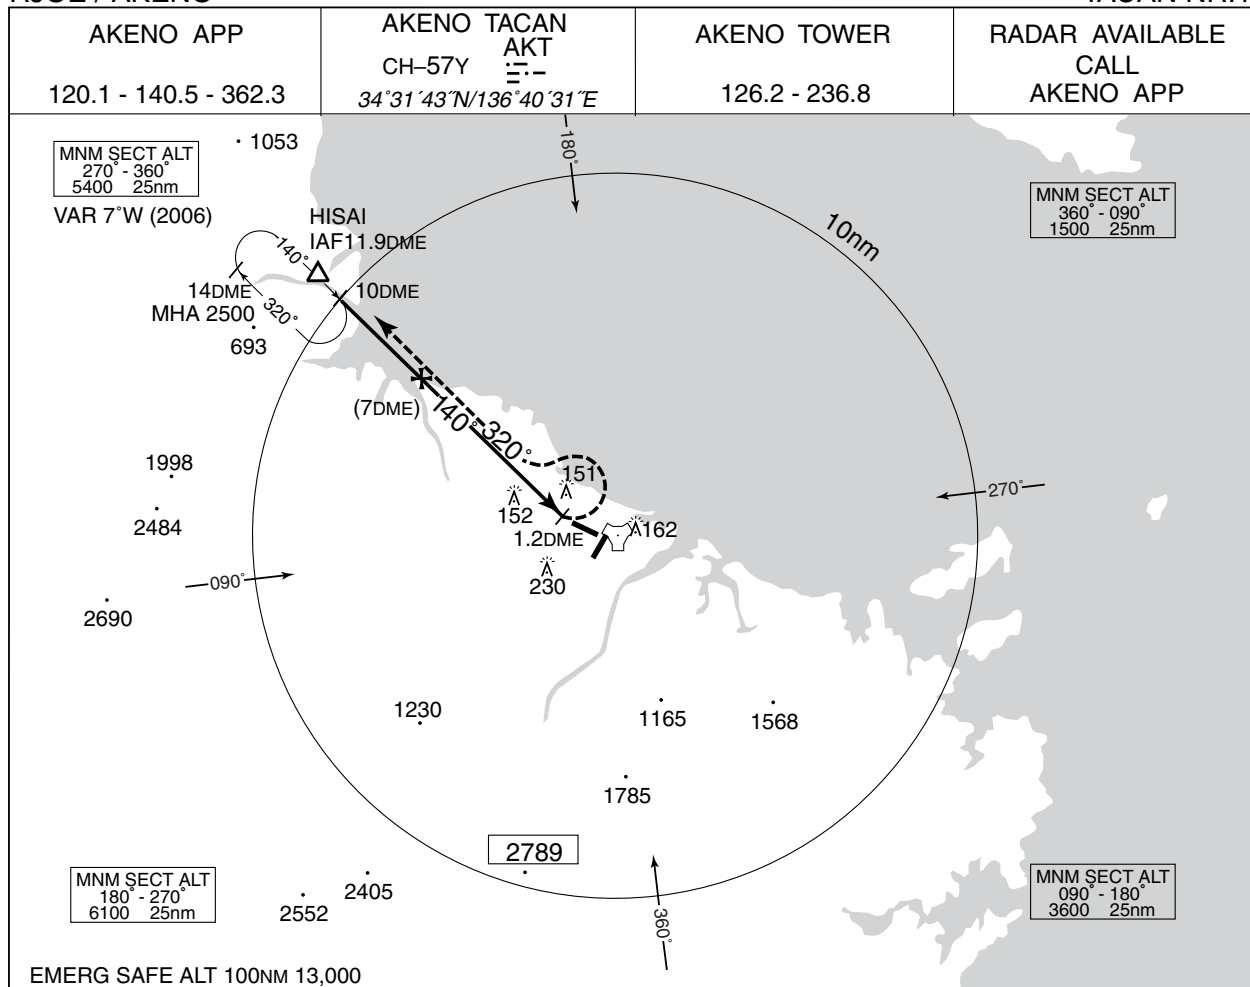 AKENO APP
120.1 - 140.5 - 362.3
AKENO TACAN
AKT
CH–57Y
34°31´43˝N/136°40´31˝E
AKENO TOWER
126.2 - 236.8
RADAR AVAILABLE
CALL
AKENO APP
1053
MNM SECT ALT
270° - 360°
5400 25nm
VAR 7°W (2006)
180°
MNM SECT ALT
360° - 090°
1500 25nm
10nm
HISAI
IAF11.9DME
140°
14DME
10DME
MHA 2500
320°
693
(7DME)
140°
320°
1998
151
2484
152
1.2DME
162
270°
230
090°
2690
1230
1165
1568
1785
2789
MNM SECT ALT
180° - 270°
6100 25nm
2405
2552
360°
MNM SECT ALT
090° - 180°
3600 25nm
EMERG SAFE ALT 100NM 13,000